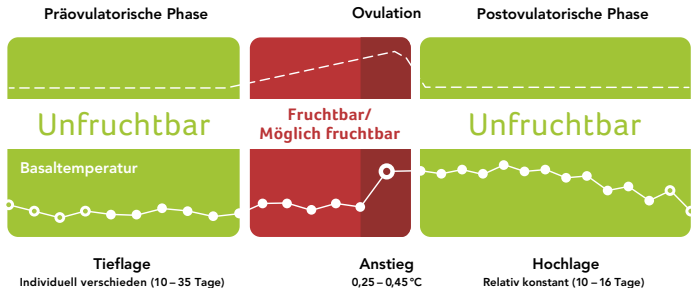 Präovulatorische Phase
Ovulation
Postovulatorische Phase
Unfruchtbar
Fruchtbar/
Möglich fruchtbar
Unfruchtbar
Basaltemperatur
Tieflage
Individuell verschieden (10 – 35 Tage)
Anstieg
0,25 – 0,45 °C
Hochlage
Relativ konstant (10 – 16 Tage)